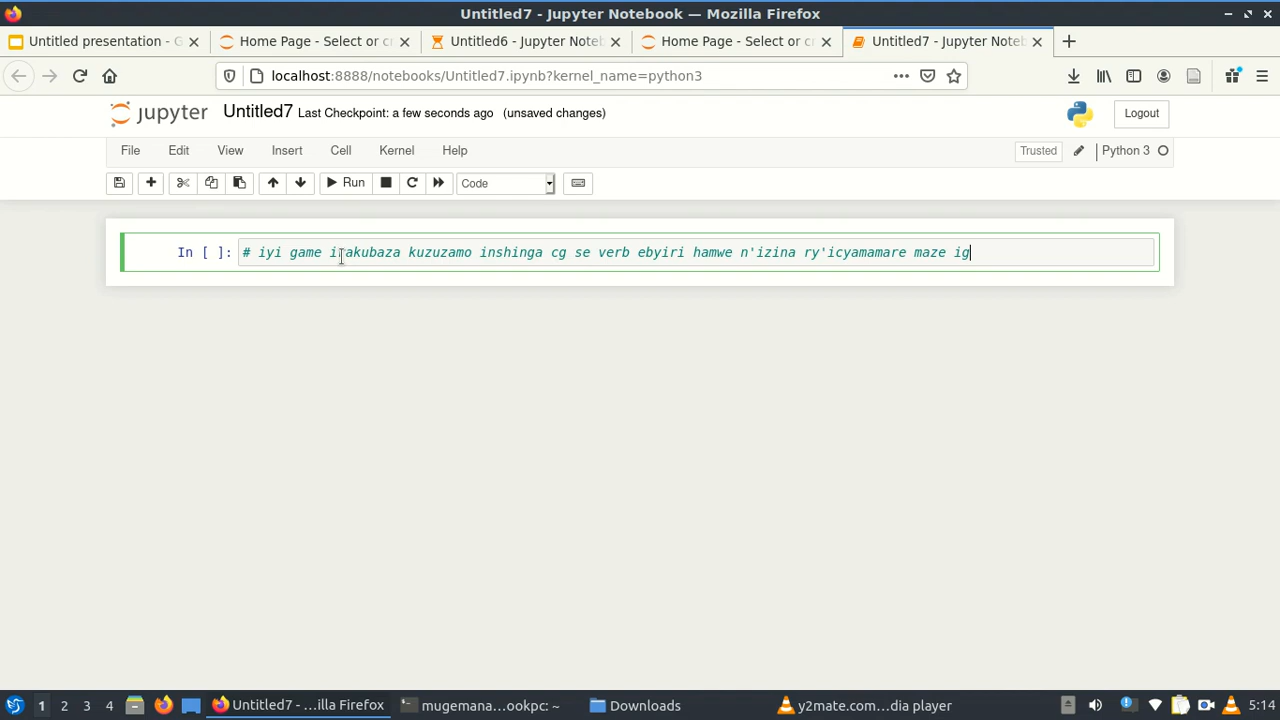 Untitled7 - Jupyter Notebook — Mozilla Firefox
Untitled presentation - G
Home Page - Select or cr
Untitled6 - Jupyter Noteb
Home Page - Select or cr
Untitled7 - Jupyter Noteb
localhost:8888/notebooks/Untitled7.ipynb?kernel_name=python3
jupyter Untitled7 Last Checkpoint: a few seconds ago (unsaved changes) Logout
File Edit View Insert Cell Kernel Help Trusted Python 3
Run Code
In [ ]: # iyi game irakubaza kuzuzamo inshinga cg se verb ebyiri hamwe n'izina ry'icyamamare maze ig
1 2 3 4 Untitled7 - ...illa Firefox mugemana...ookpc: ~ Downloads y2mate.com...dia player 5:14